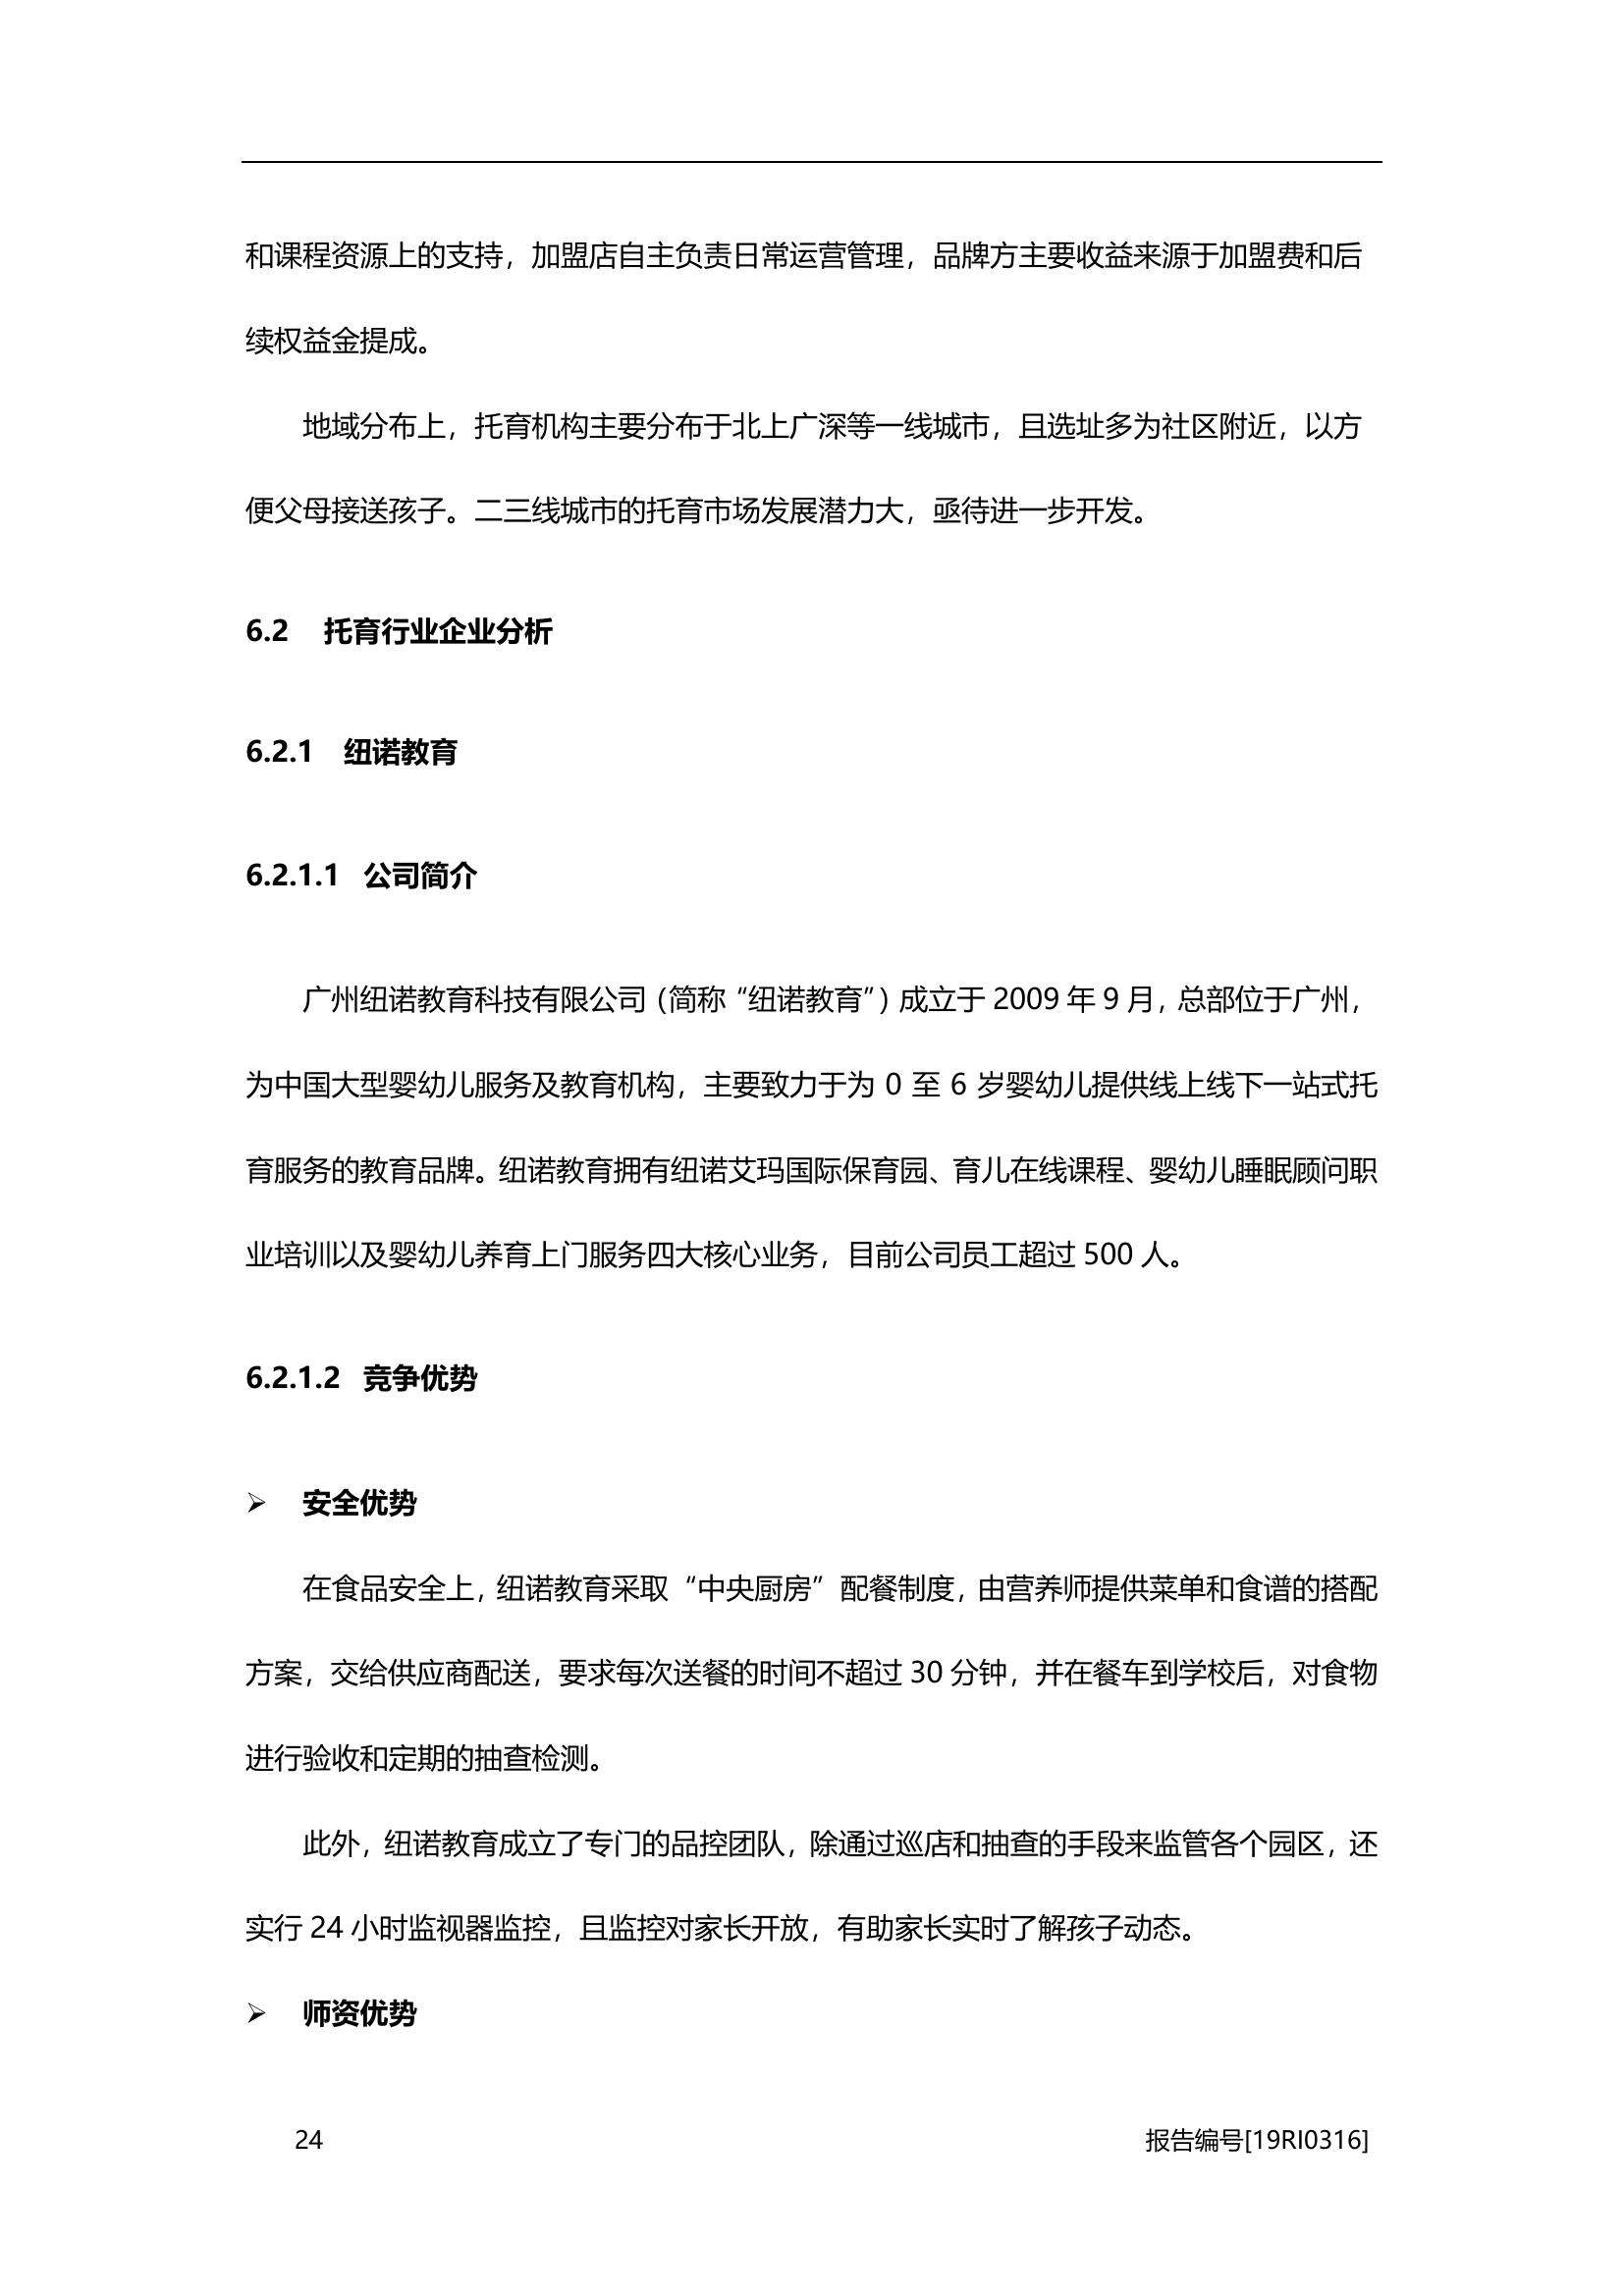 和课程资源上的支持，加盟店自主负责日常运营管理，品牌方主要收益来源于加盟费和后
续权益金提成。
地域分布上，托育机构主要分布于北上广深等一线城市，且选址多为社区附近，以方
便父母接送孩子。二三线城市的托育市场发展潜力大，亟待进一步开发。
6.2 托育行业企业分析
6.2.1 纽诺教育
6.2.1.1 公司简介
广州纽诺教育科技有限公司（简称“纽诺教育”）成立于 2009 年 9 月，总部位于广州，
为中国大型婴幼儿服务及教育机构，主要致力于为 0 至 6 岁婴幼儿提供线上线下一站式托
育服务的教育品牌。纽诺教育拥有纽诺艾玛国际保育园、育儿在线课程、婴幼儿睡眠顾问职
业培训以及婴幼儿养育上门服务四大核心业务，目前公司员工超过 500 人。
6.2.1.2 竞争优势
➢ 安全优势
在食品安全上，纽诺教育采取“中央厨房”配餐制度，由营养师提供菜单和食谱的搭配
方案，交给供应商配送，要求每次送餐的时间不超过 30 分钟，并在餐车到学校后，对食物
进行验收和定期的抽查检测。
此外，纽诺教育成立了专门的品控团队，除通过巡店和抽查的手段来监管各个园区，还
实行 24 小时监视器监控，且监控对家长开放，有助家长实时了解孩子动态。
➢ 师资优势
24 报告编号[19RI0316]